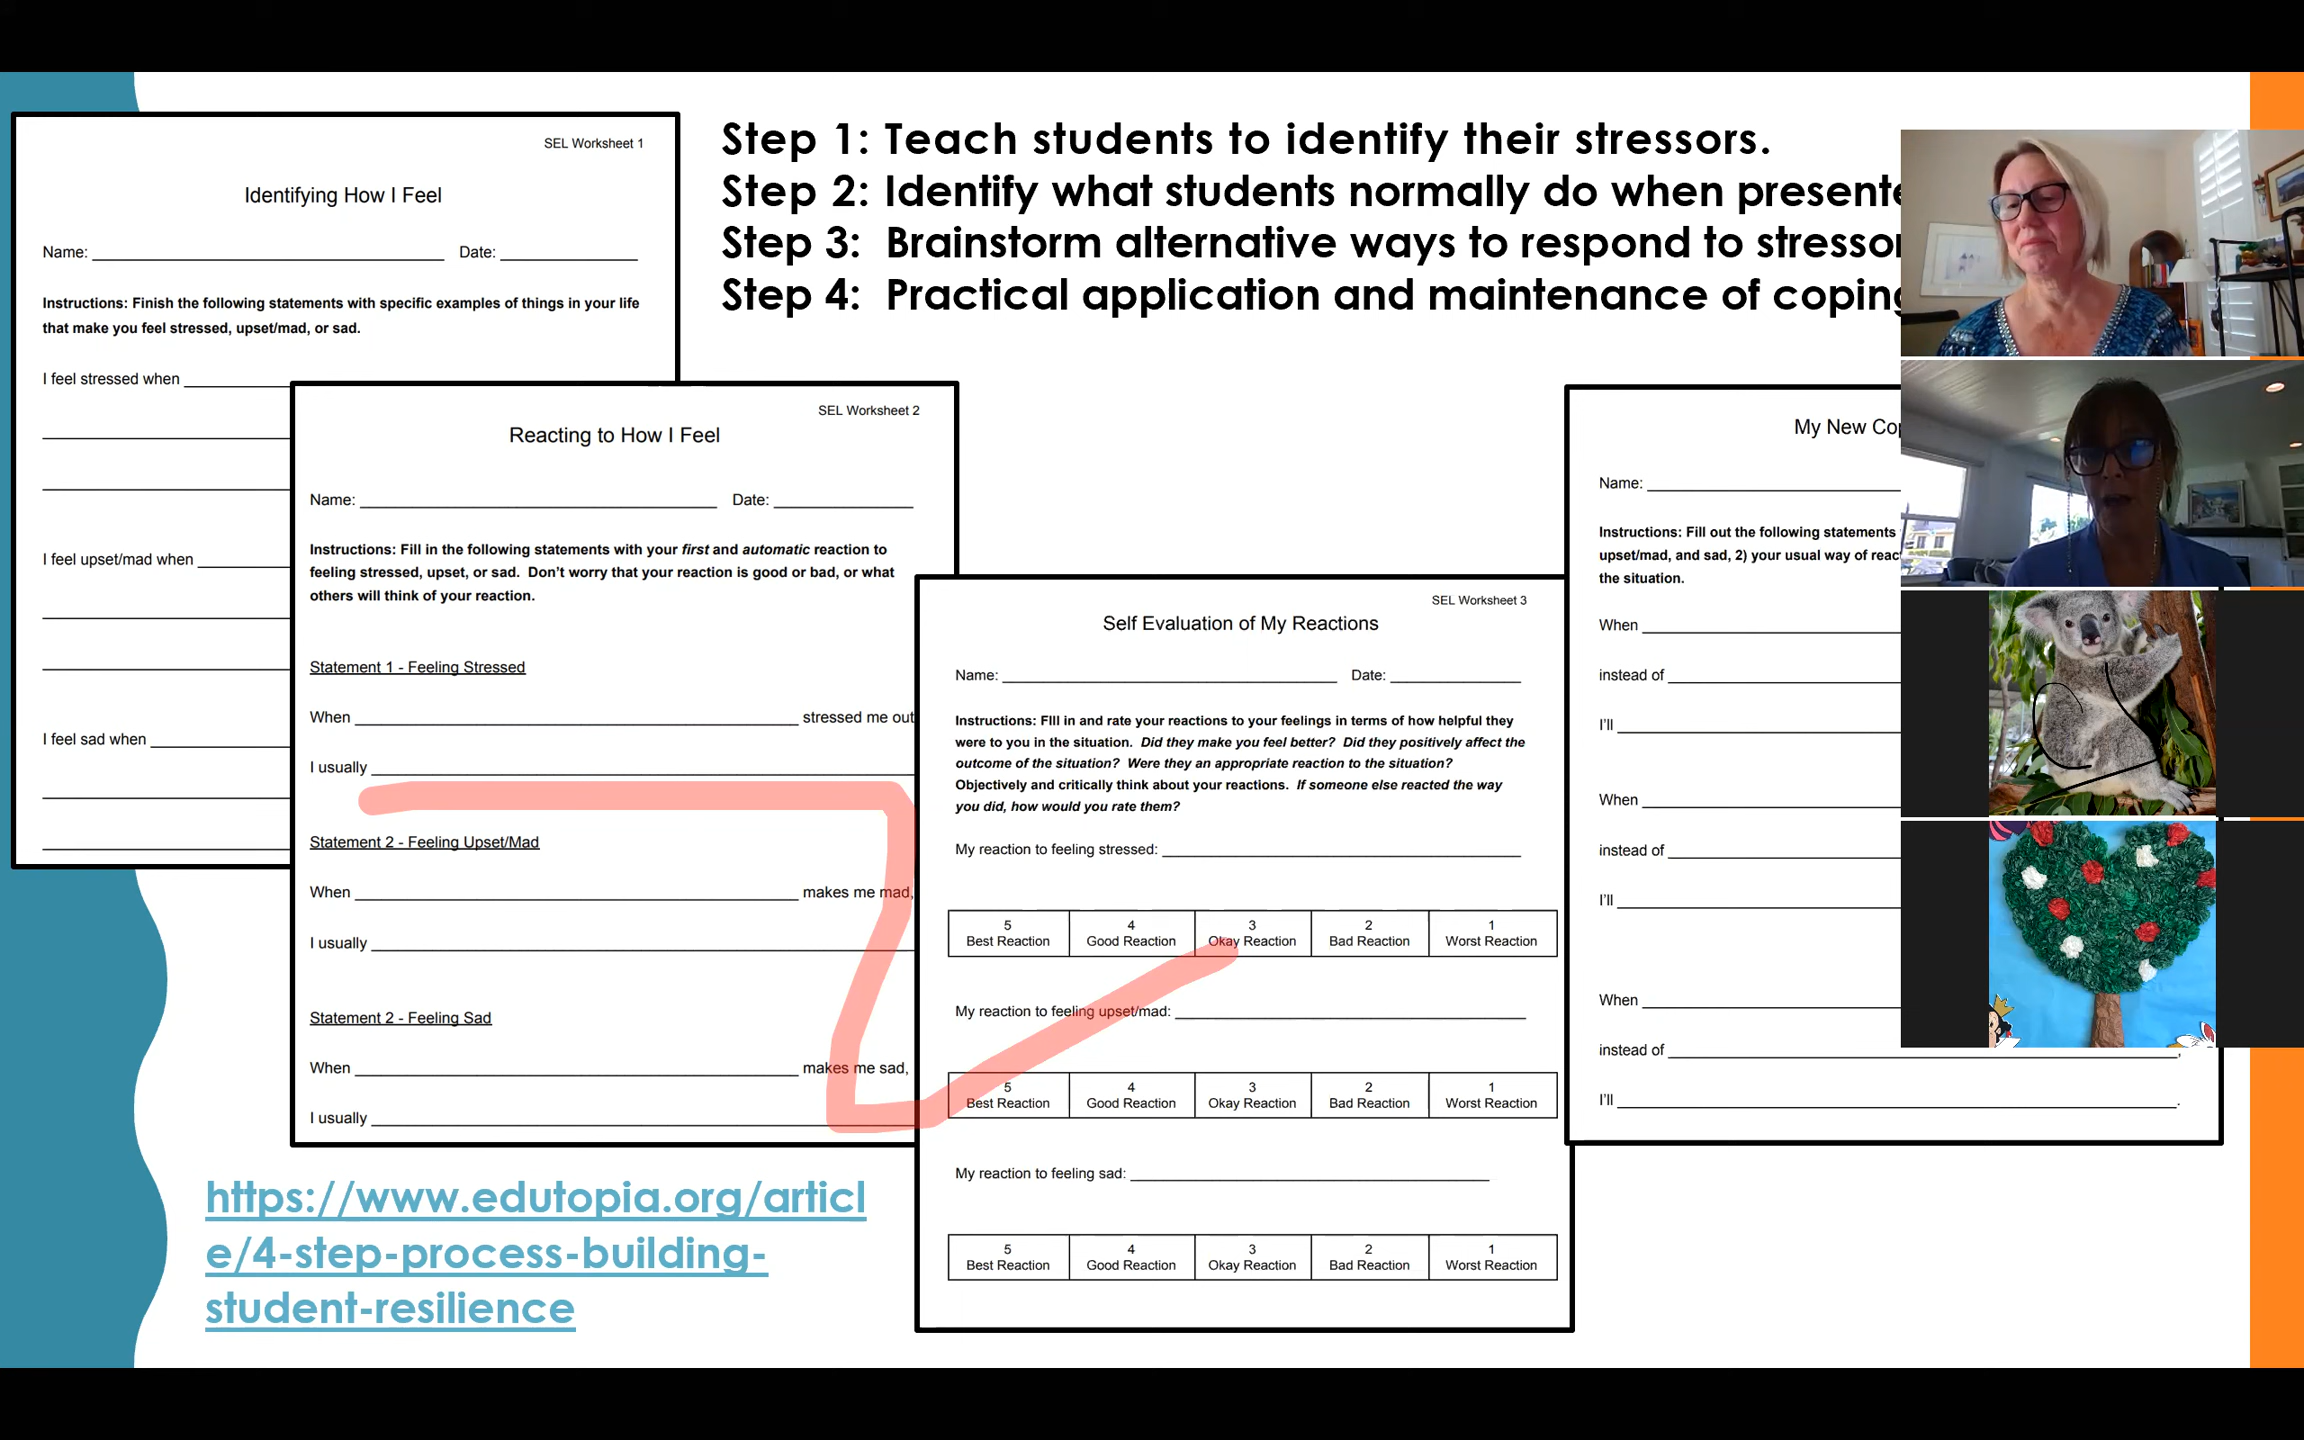 Step 1: Teach students to identify their stressors.
Step 2: Identify what students normally do when
Step 3: Brainstorm alternative ways to respond to
Step 4: Practical application and maintenance of
SEL Worksheet 1
Identifying How I Feel
Name: Date:
Instructions: Finish the following statements with specific examples of things in your life
that make you feel stressed, upset/mad, or sad.
I feel stressed when
I feel upset/mad when
I feel sad when
SEL Worksheet 2
Reacting to How I Feel
Name: Date:
Instructions: Fill in the following statements with your first and automatic reaction to
feeling stressed, upset, or sad. Don't worry that your reaction is good or bad, or what
others will think of your reaction.
Statement 1 - Feeling Stressed
When stressed me out
I usually
Statement 2 - Feeling Upset/Mad
When makes me mad,
I usually
Statement 2 - Feeling Sad
When makes me sad,
I usually
SEL Worksheet 3
Self Evaluation of My Reactions
Name: Date:
Instructions: FIll in and rate your reactions to your feelings in terms of how helpful they
were to you in the situation. Did they make you feel better? Did they positively affect the
outcome of the situation? Were they an appropriate reaction to the situation?
Objectively and critically think about your reactions. If someone else reacted the way
you did, how would you rate them?
My reaction to feeling stressed:
5 4 3 2 1
Best Reaction Good Reaction Okay Reaction Bad Reaction Worst Reaction
My reaction to feeling upset/mad:
5 4 3 2 1
Best Reaction Good Reaction Okay Reaction Bad Reaction Worst Reaction
My reaction to feeling sad:
5 4 3 2 1
Best Reaction Good Reaction Okay Reaction Bad Reaction Worst Reaction
My New
Name:
Instructions: Fill out the following statements
upset/mad, and sad, 2) your usual way of
the situation.
When
instead of
I'll
When
instead of
I'll
When
instead of ,
I'll .
https://www.edutopia.org/articl
e/4-step-process-building-
student-resilience